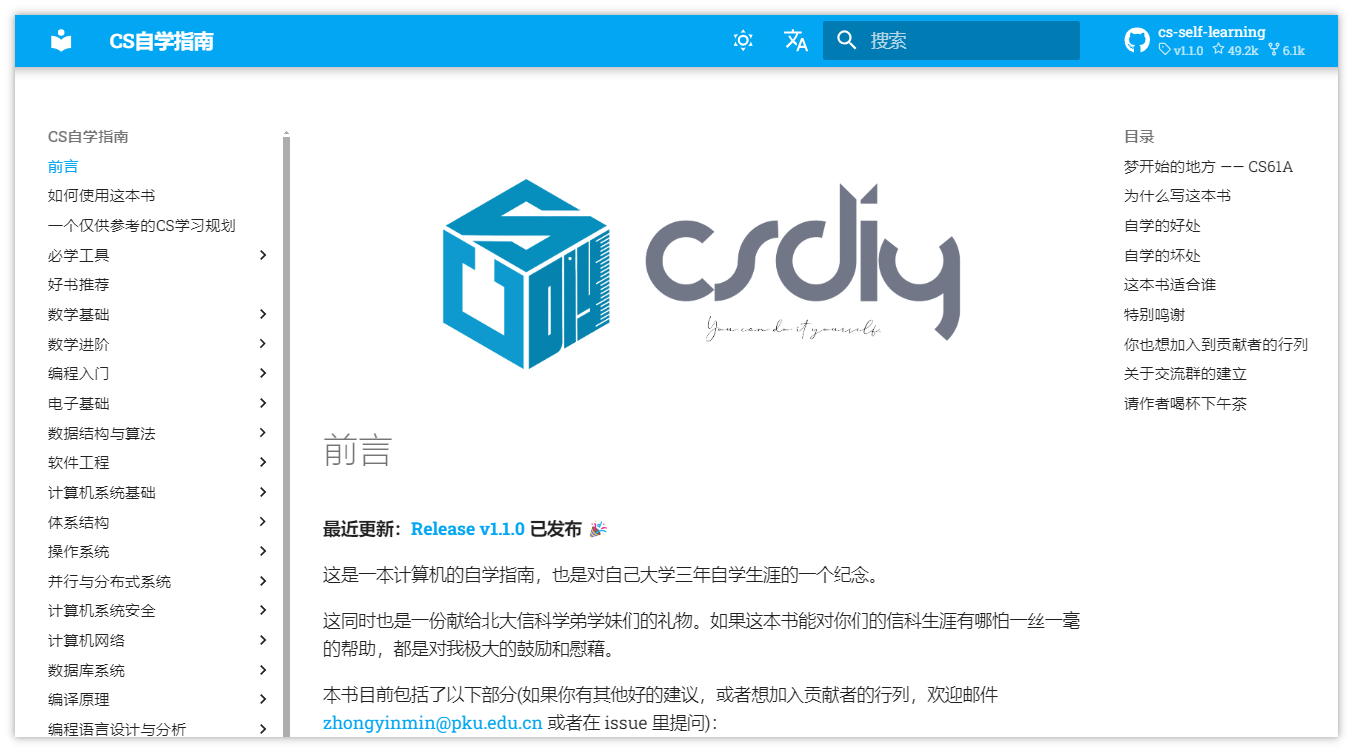 CS自学指南
搜索
cs-self-learning
v1.1.0 49.2k 6.1k
CS自学指南
前言
如何使用这本书
一个仅供参考的CS学习规划
必学工具
好书推荐
数学基础
数学进阶
编程入门
电子基础
数据结构与算法
软件工程
计算机系统基础
体系结构
操作系统
并行与分布式系统
计算机系统安全
计算机网络
数据库系统
编译原理
编程语言设计与分析
CS DIY
csdiy
You can do it yourself.
前言
最近更新：Release v1.1.0 已发布 🎉
这是一本计算机的自学指南，也是对自己大学三年自学生涯的一个纪念。
这同时也是一份献给北大信科学弟学妹们的礼物。如果这本书能对你们的信科生涯有哪怕一丝一毫
的帮助，都是对我极大的鼓励和慰藉。
本书目前包括了以下部分(如果你有其他好的建议，或者想加入贡献者的行列，欢迎邮件
zhongyinmin@pku.edu.cn 或者在 issue 里提问)：
目录
梦开始的地方 —— CS61A
为什么写这本书
自学的好处
自学的坏处
这本书适合谁
特别鸣谢
你也想加入到贡献者的行列
关于交流群的建立
请作者喝杯下午茶